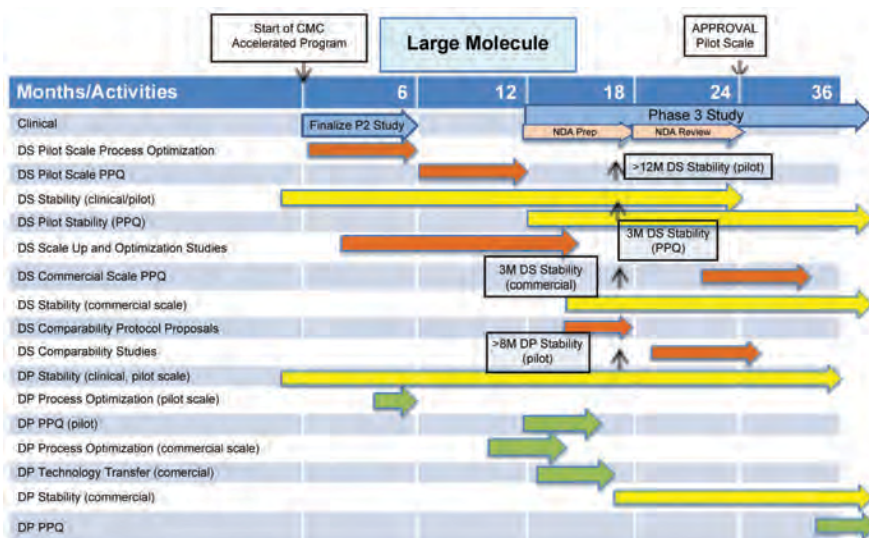 Start of CMC
Accelerated Program
Large Molecule
APPROVAL
Pilot Scale
Months/Activities 6 12 18 24 36
Clinical
Finalize P2 Study
Phase 3 Study
NDA Prep
NDA Review
DS Pilot Scale Process Optimization
DS Pilot Scale PPQ
>12M DS Stability (pilot)
DS Stability (clinical/pilot)
DS Pilot Stability (PPQ)
3M DS Stability
(PPQ)
DS Scale Up and Optimization Studies
3M DS Stability
(commercial)
DS Commercial Scale PPQ
DS Stability (commercial scale)
DS Comparability Protocol Proposals
>8M DP Stability
(pilot)
DS Comparability Studies
DP Stability (clinical, pilot scale)
DP Process Optimization (pilot scale)
DP PPQ (pilot)
DP Process Optimization (commercial scale)
DP Technology Transfer (comercial)
DP Stability (commercial)
DP PPQ